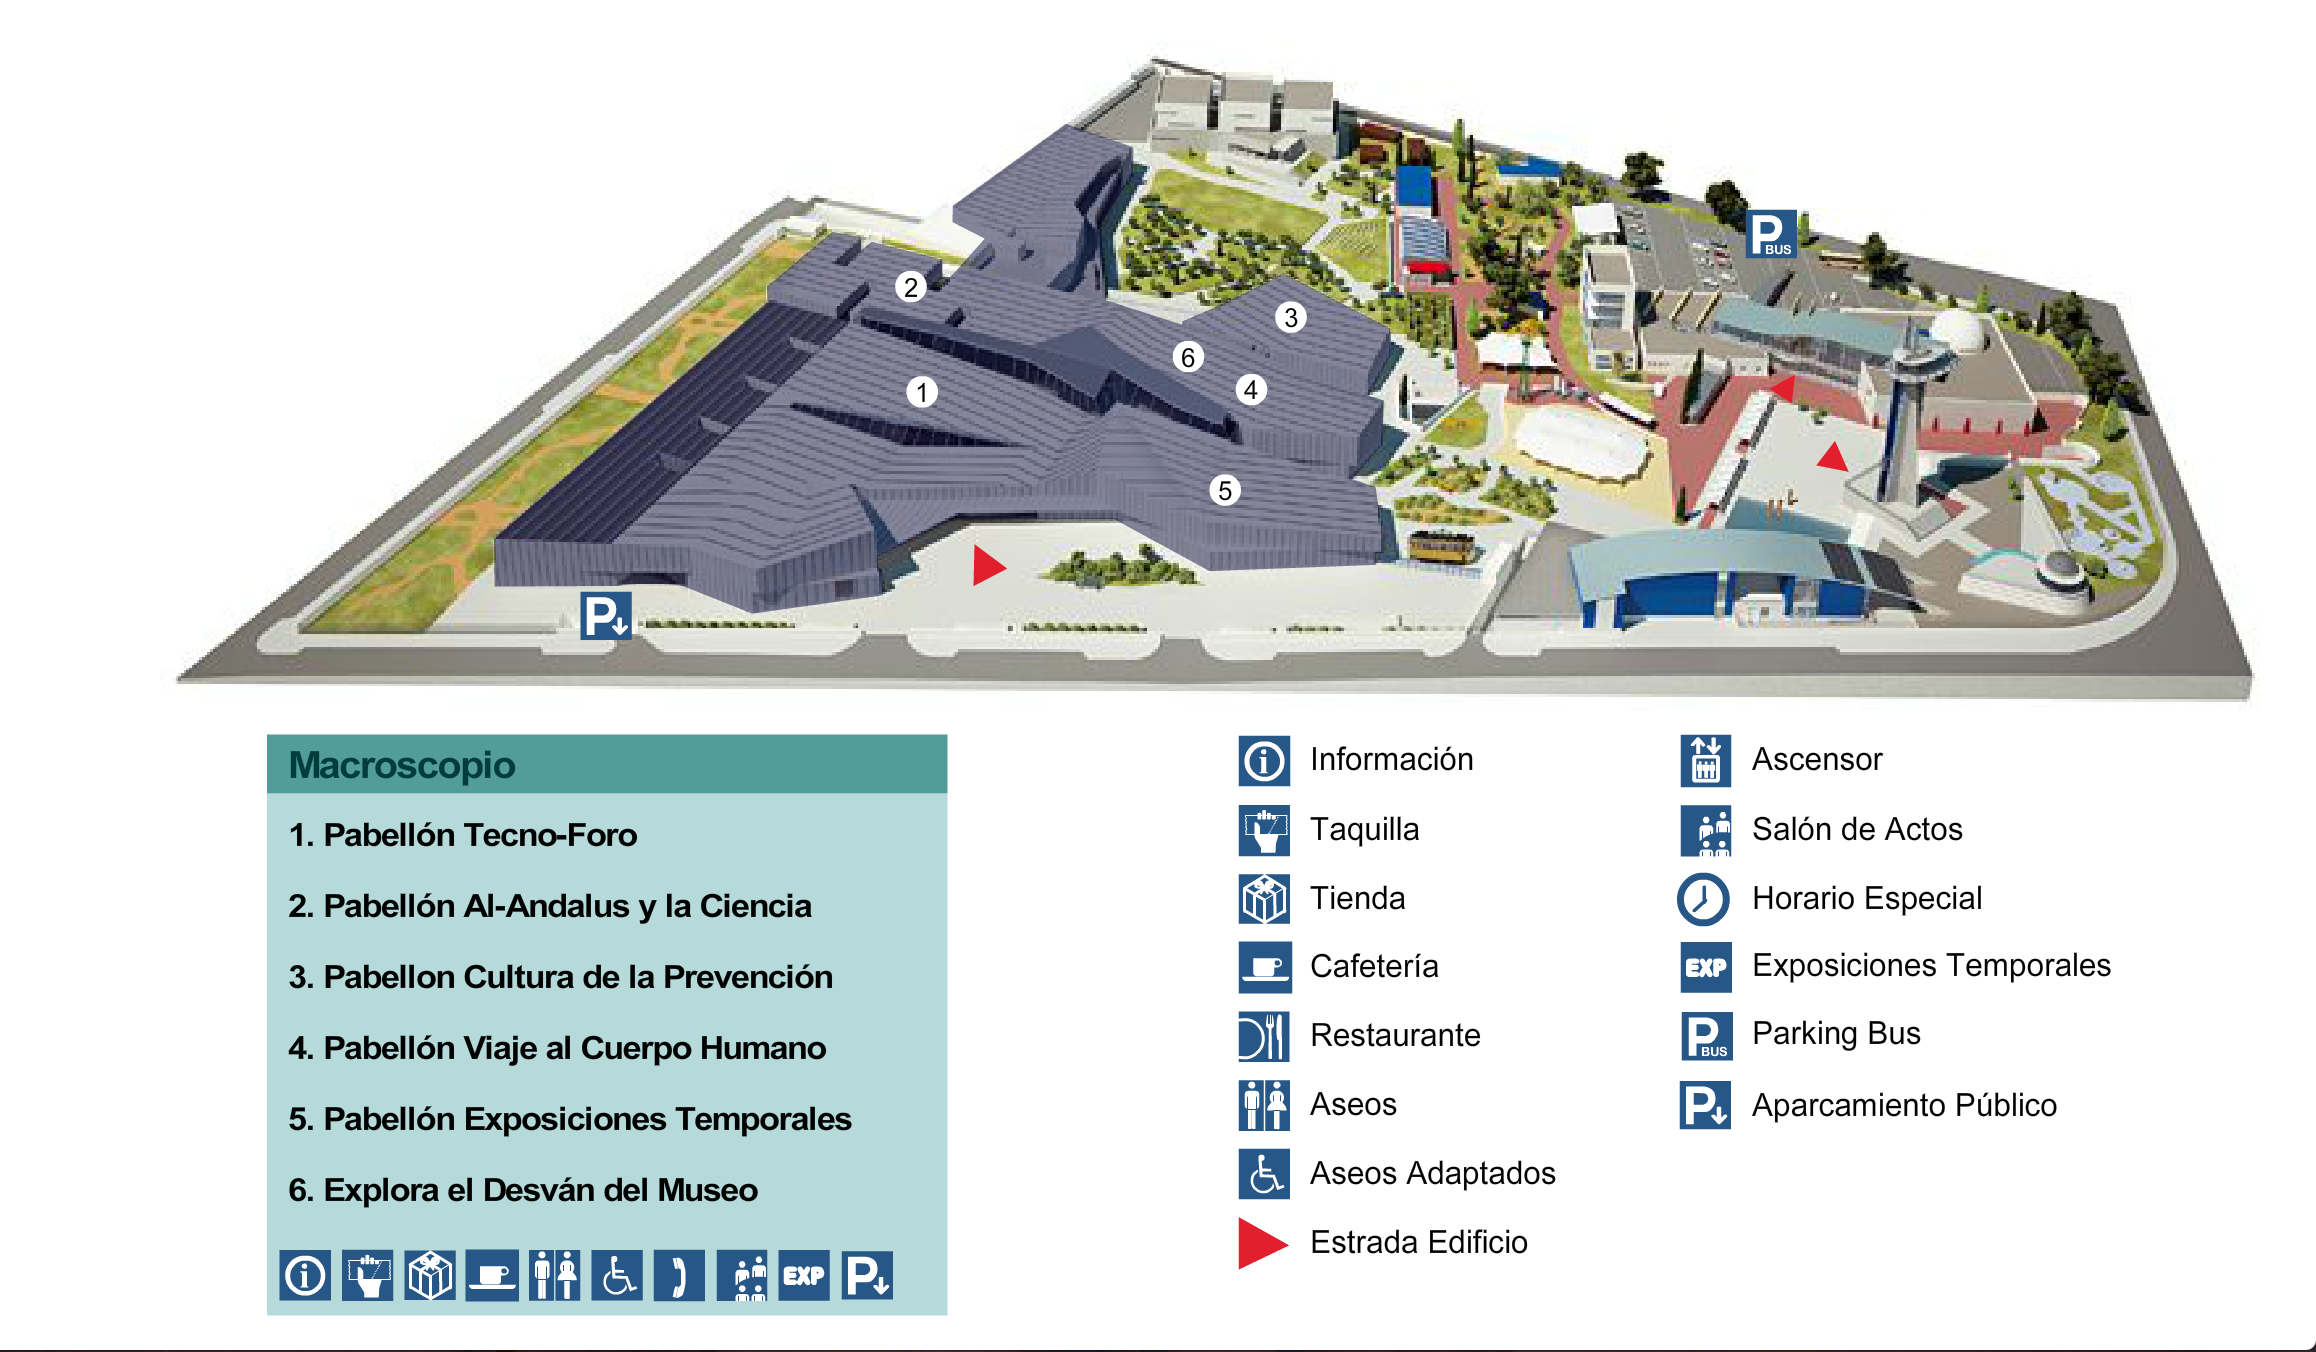 P BUS
2
3
6
4
1
5
P
Macroscopio
1. Pabellón Tecno-Foro
2. Pabellón Al-Andalus y la Ciencia
3. Pabellon Cultura de la Prevención
4. Pabellón Viaje al Cuerpo Humano
5. Pabellón Exposiciones Temporales
6. Explora el Desván del Museo
i
EXP
P
i Información
Taquilla
Tienda
Cafetería
Restaurante
Aseos
Aseos Adaptados
Estrada Edificio
Ascensor
Salón de Actos
Horario Especial
EXP Exposiciones Temporales
P BUS Parking Bus
P Aparcamiento Público